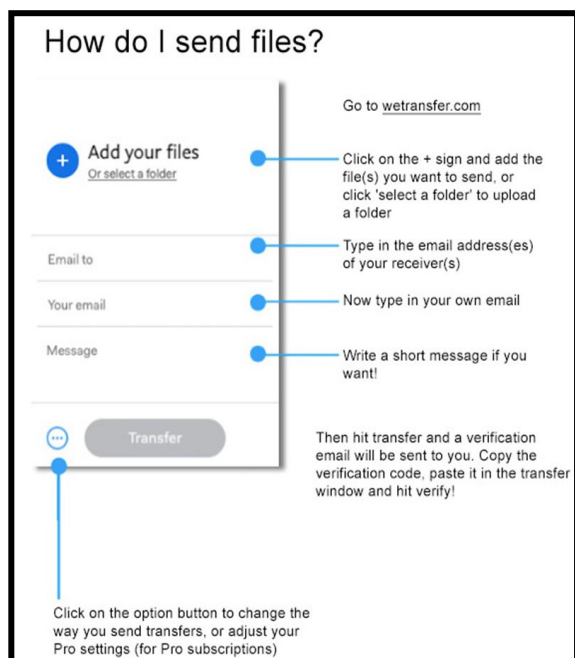 How do I send files?
Go to wetransfer.com
+
Add your files
Or select a folder
Click on the + sign and add the
file(s) you want to send, or
click 'select a folder' to upload
a folder
Email to
Type in the email address(es)
of your receiver(s)
Your email
Now type in your own email
Message
Write a short message if you
want!
Transfer
Then hit transfer and a verification
email will be sent to you. Copy the
verification code, paste it in the transfer
window and hit verify!
Click on the option button to change the
way you send transfers, or adjust your
Pro settings (for Pro subscriptions)